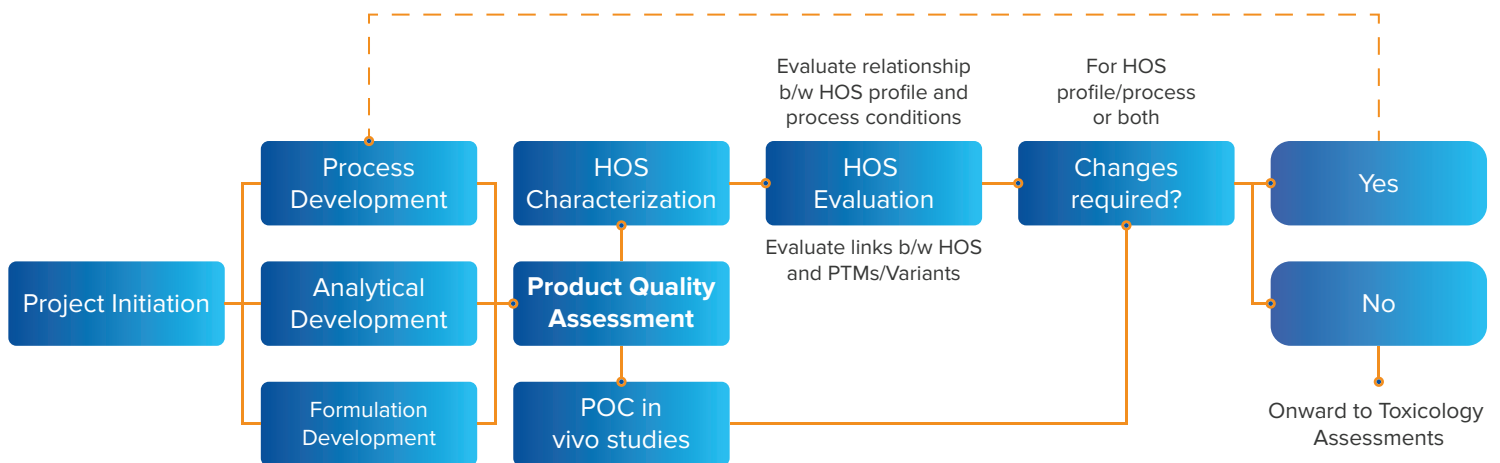 Project Initiation
Process
Development
Analytical
Development
Formulation
Development
HOS
Characterization
Product Quality
Assessment
POC in
vivo studies
Evaluate relationship
b/w HOS profile and
process conditions
HOS
Evaluation
Evaluate links b/w HOS
and PTMs/Variants
For HOS
profile/process
or both
Changes
required?
Yes
No
Onward to Toxicology
Assessments